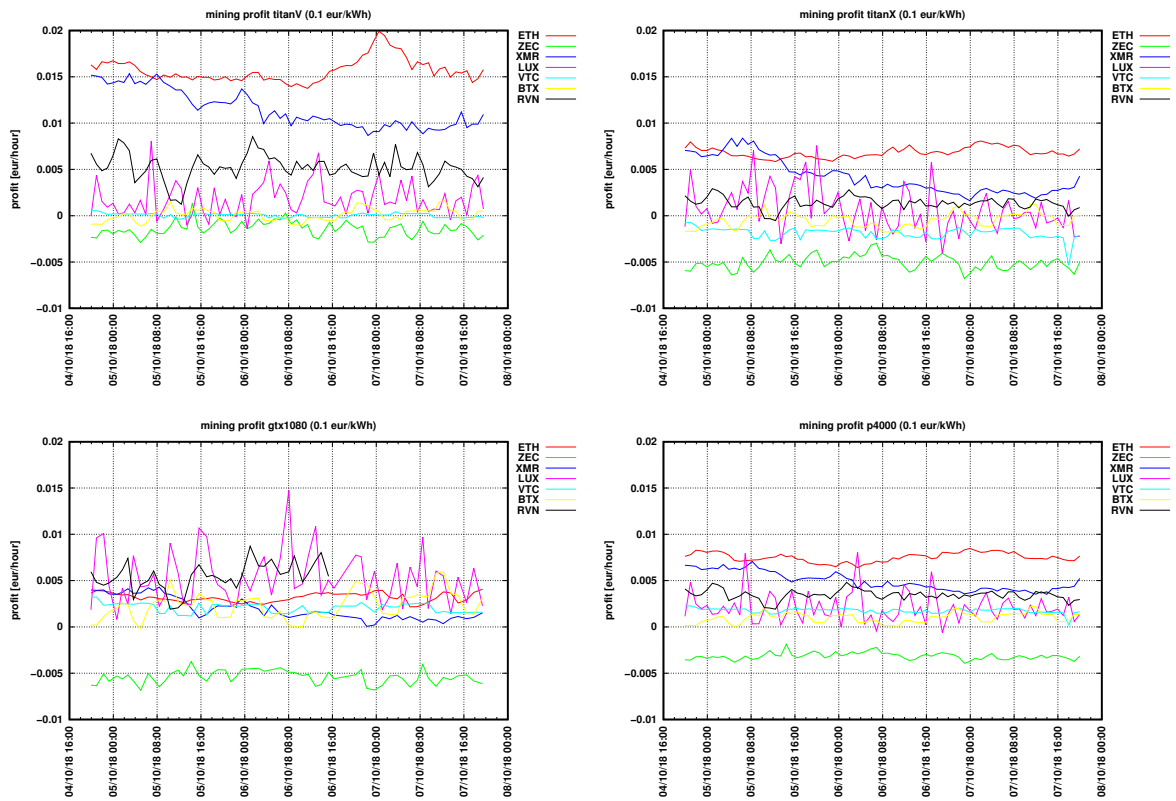 mining profit titanV (0.1 eur/kWh)
profit [eur/hour]
0.02
0.015
0.01
0.005
0
−0.005
−0.01
04/10/18 16:00
05/10/18 00:00
05/10/18 08:00
05/10/18 16:00
06/10/18 00:00
06/10/18 08:00
06/10/18 16:00
07/10/18 00:00
07/10/18 08:00
07/10/18 16:00
08/10/18 00:00
ETH
ZEC
XMR
LUX
VTC
BTX
RVN
mining profit titanX (0.1 eur/kWh)
profit [eur/hour]
0.02
0.015
0.01
0.005
0
−0.005
−0.01
04/10/18 16:00
05/10/18 00:00
05/10/18 08:00
05/10/18 16:00
06/10/18 00:00
06/10/18 08:00
06/10/18 16:00
07/10/18 00:00
07/10/18 08:00
07/10/18 16:00
08/10/18 00:00
ETH
ZEC
XMR
LUX
VTC
BTX
RVN
mining profit gtx1080 (0.1 eur/kWh)
profit [eur/hour]
0.02
0.015
0.01
0.005
0
−0.005
−0.01
04/10/18 16:00
05/10/18 00:00
05/10/18 08:00
05/10/18 16:00
06/10/18 00:00
06/10/18 08:00
06/10/18 16:00
07/10/18 00:00
07/10/18 08:00
07/10/18 16:00
08/10/18 00:00
ETH
ZEC
XMR
LUX
VTC
BTX
RVN
mining profit p4000 (0.1 eur/kWh)
profit [eur/hour]
0.02
0.015
0.01
0.005
0
−0.005
−0.01
04/10/18 16:00
05/10/18 00:00
05/10/18 08:00
05/10/18 16:00
06/10/18 00:00
06/10/18 08:00
06/10/18 16:00
07/10/18 00:00
07/10/18 08:00
07/10/18 16:00
08/10/18 00:00
ETH
ZEC
XMR
LUX
VTC
BTX
RVN